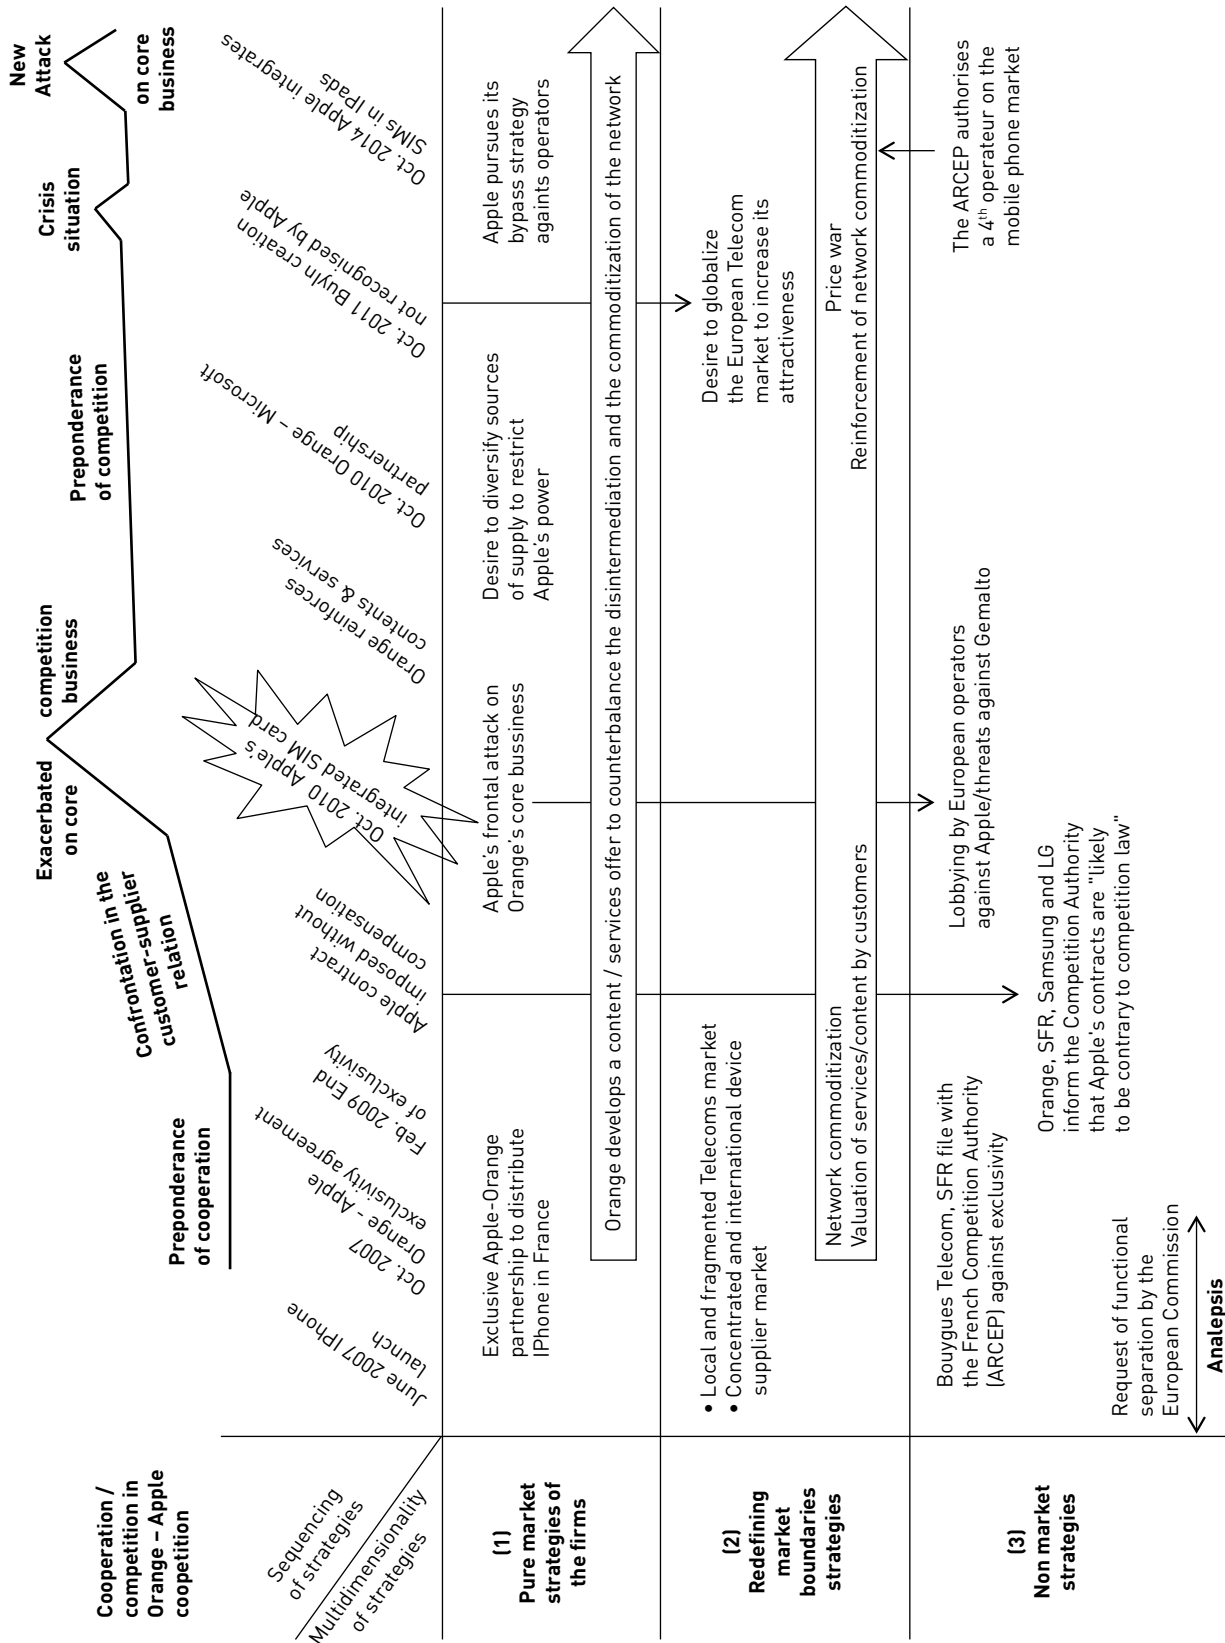 Cooperation /
competition in
Orange – Apple
coopetition
Preponderance
of cooperation
Confrontation in the
customer-supplier
relation
Exacerbated competition
on core business
Preponderance
of competition
Crisis
situation
New
Attack
on core
business
Sequencing
of strategies
Multidimensionality
of strategies
June 2007 IPhone
launch
Oct. 2007
Orange - Apple
exclusivity agreement
Feb. 2009 End
of exclusivity
Apple contract
imposed without
compensation
Oct. 2010 Apple's
integrated SIM card
Orange reinforces
contents & services
Oct. 2010 Orange – Microsoft
partnership
Oct. 2011 BuyIn creation
not recognised by Apple
Oct. 2014 Apple integrates
SIMs in IPads
(1)
Pure market
strategies of
the firms
Exclusive Apple-Orange
partnership to distribute
IPhone in France
Apple's frontal attack on
Orange's core bussiness
Desire to diversify sources
of supply to restrict
Apple's power
Apple pursues its
bypass strategy
againts operators
Orange develops a content / services offer to counterbalance the disintermediation and the commoditization of the network
(2)
Redefining
market
boundaries
strategies
• Local and fragmented Telecoms market
• Concentrated and international device
supplier market
Desire to globalize
the European Telecom
market to increase its
attractiveness
Network commoditization
Valuation of services/content by customers
Price war
Reinforcement of network commoditization
(3)
Non market
strategies
Bouygues Telecom, SFR file with
the French Competition Authority
(ARCEP) against exclusivity
Lobbying by European operators
against Apple/threats against Gemalto
The ARCEP authorises
a 4th operateur on the
mobile phone market
Orange, SFR, Samsung and LG
inform the Competition Authority
that Apple's contracts are "likely
to be contrary to competition law"
Request of functional
separation by the
European Commission
Analepsis